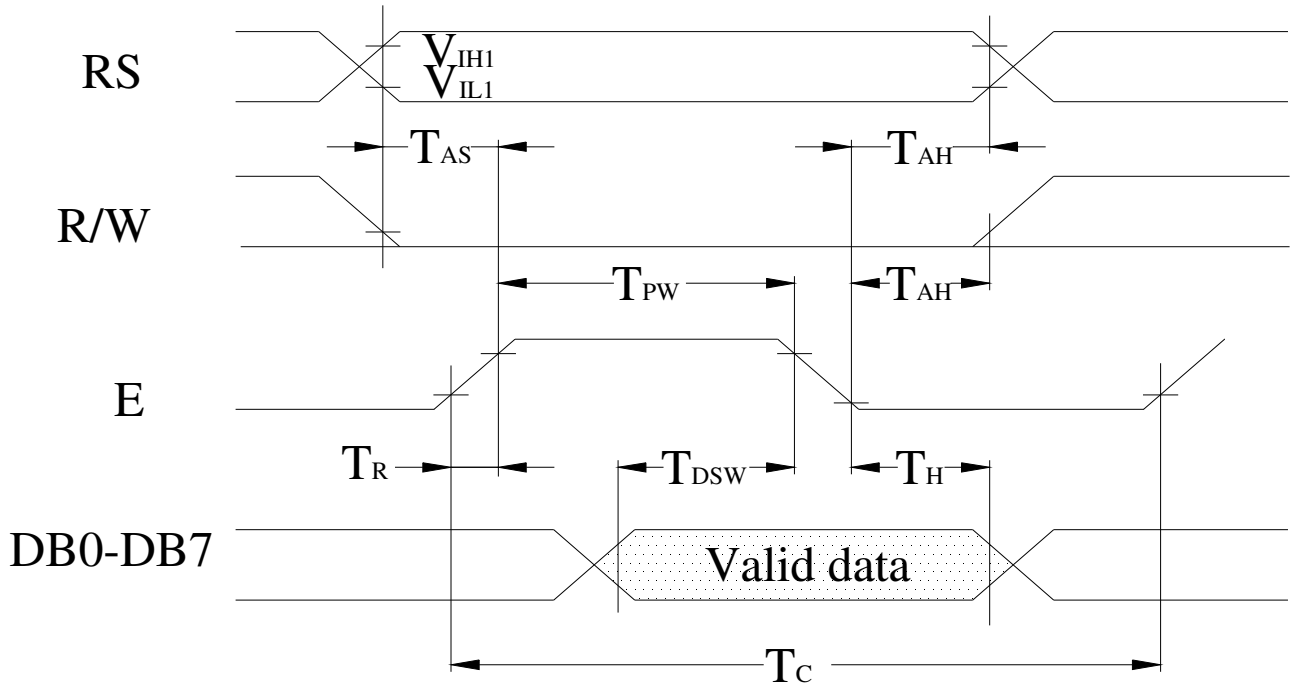 RS
VIH1
VIL1
TAS
TAH
R/W
TPW
TAH
E
TR
TDSW
TH
DB0-DB7
Valid data
TC